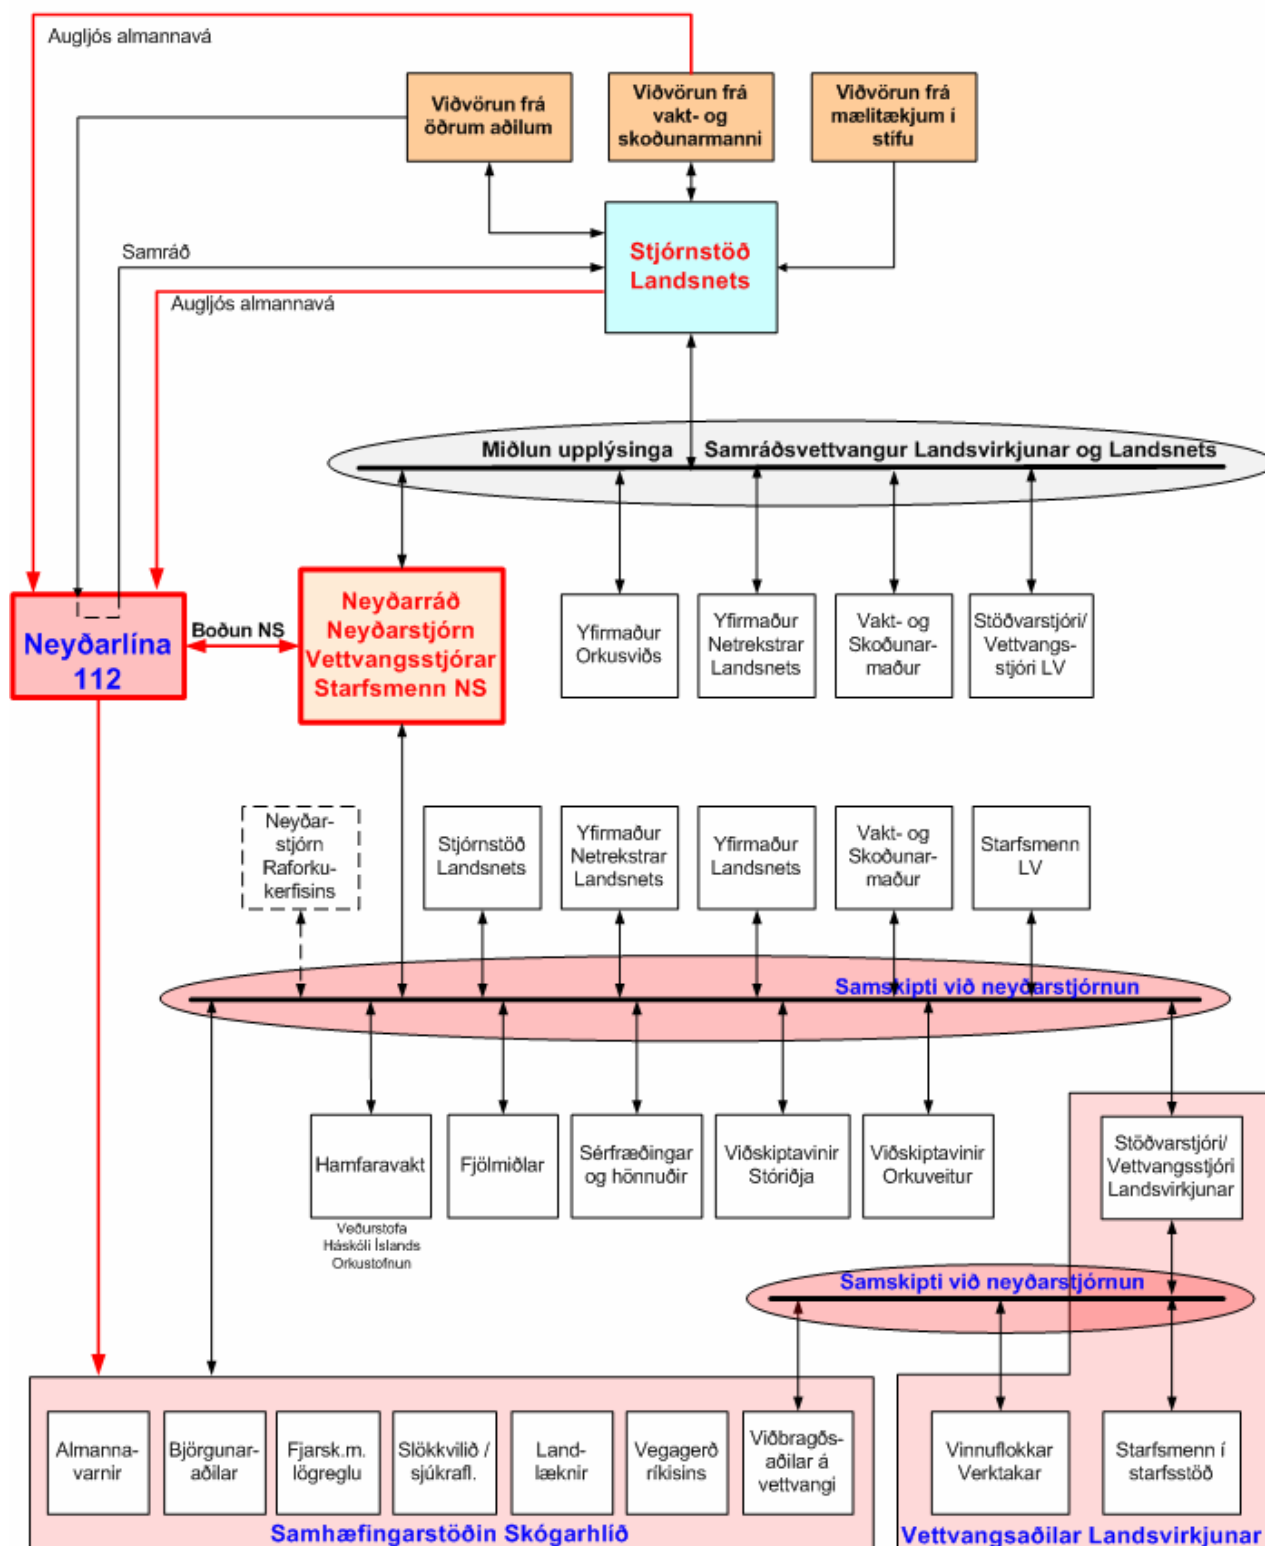 Augljós almannavá
Viðvörun frá
öðrum aðilum
Viðvörun frá
vakt- og
skoðunarmanni
Viðvörun frá
mælitækjum í
stífu
Samráð
Stjórnstöð
Landsnets
Augljós almannavá
Miðlun upplýsinga
Samráðsvettvangur Landsvirkjunar og Landsnets
Neyðarlína
112
Boðun NS
Neyðarráð
Neyðarstjórn
Vettvangsstjórar
Starfsmenn NS
Yfirmaður
Orkusviðs
Yfirmaður
Netrekstrar
Landsnets
Vakt- og
Skoðunar-
maður
Stöðvarstjóri/
Vettvangs-
stjóri LV
Neyðar-
stjórn
Raforku-
kerfisins
Stjórnstöð
Landsnets
Yfirmaður
Netrekstrar
Landsnets
Yfirmaður
Landsnets
Vakt- og
Skoðunar-
maður
Starfsmenn
LV
Samskipti við neyðarstjórnun
Hamfaravakt
Veðurstofa
Háskóli Íslands
Orkustofnun
Fjölmiðlar
Sérfræðingar
og hönnuðir
Viðskiptavinir
Stóriðja
Viðskiptavinir
Orkuveitur
Stöðvarstjóri/
Vettvangsstjóri
Landsvirkjunar
Samskipti við neyðarstjórnun
Almanna-
varnir
Björgunar-
aðilar
Fjarsk.m.
lögreglu
Slökkvilið /
sjúkrafl.
Land-
læknir
Vegagerð
ríkisins
Viðbragðs-
aðilar á
vettvangi
Vinnuflokkar
Verktakar
Starfsmenn í
starfsstöð
Samhæfingarstöðin Skógarhlíð
Vettvangsaðilar Landsvirkjunar